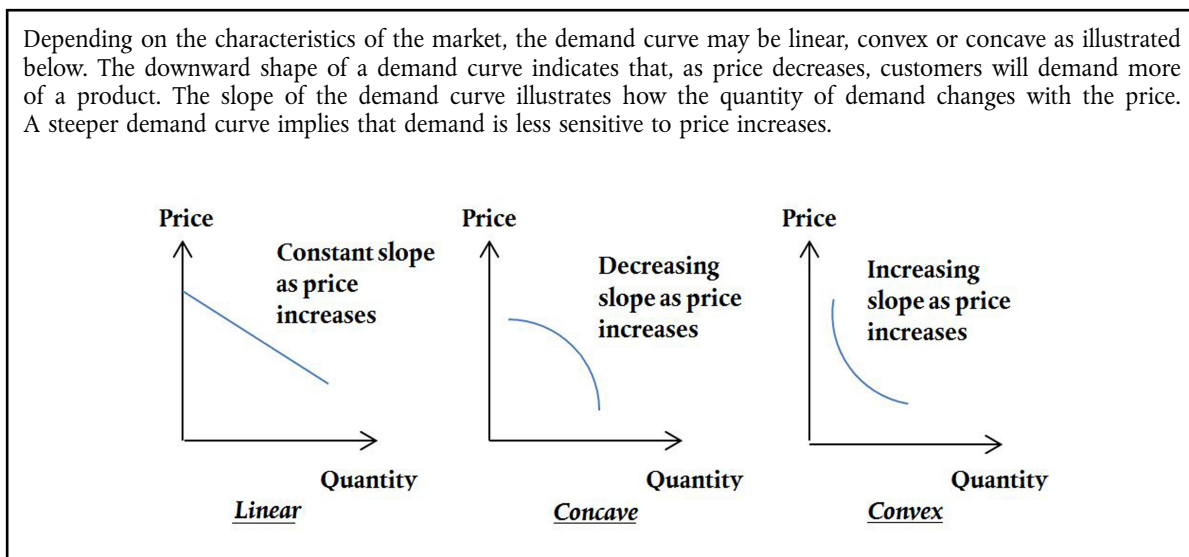 Depending on the characteristics of the market, the demand curve may be linear, convex or concave as illustrated
below. The downward shape of a demand curve indicates that, as price decreases, customers will demand more
of a product. The slope of the demand curve illustrates how the quantity of demand changes with the price.
A steeper demand curve implies that demand is less sensitive to price increases.
Price
Constant slope
as price
increases
Quantity
Linear
Price
Decreasing
slope as price
increases
Quantity
Concave
Price
Increasing
slope as price
increases
Quantity
Convex